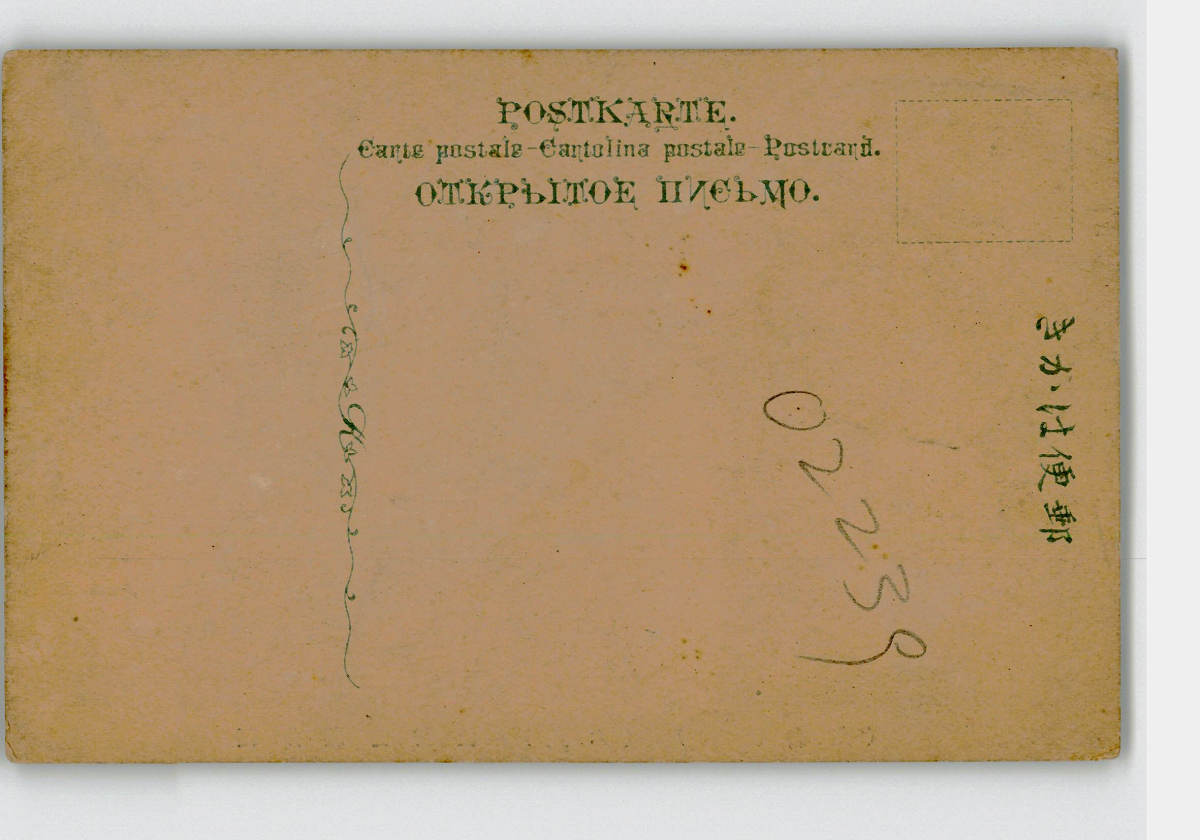 POSTKARTE.
Carte postale-Cartolina postale-Postcard.
ОТКРЫТОЕ ПИСЬМО.
郵便はかき
02239